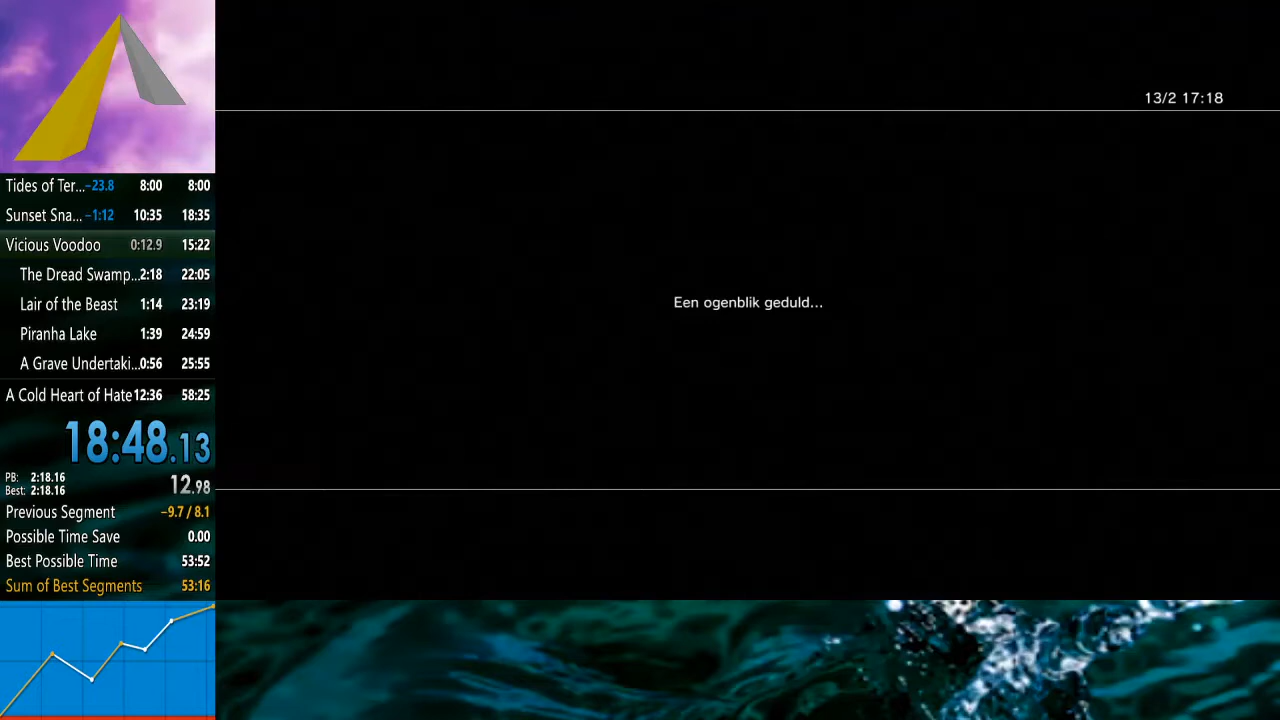 13/2 17:18
Een ogenblik geduld...
Tides of Ter... -23.8 8:00 8:00
Sunset Sna... -1:12 10:35 18:35
Vicious Voodoo 0:12.9 15:22
The Dread Swamp... 2:18 22:05
Lair of the Beast 1:14 23:19
Piranha Lake 1:39 24:59
A Grave Undertaki... 0:56 25:55
A Cold Heart of Hate 12:36 58:25
18:48.13
PB: 2:18.16
Best: 2:18.16
12.98
Previous Segment -9.7 / 8.1
Possible Time Save 0.00
Best Possible Time 53:52
Sum of Best Segments 53:16